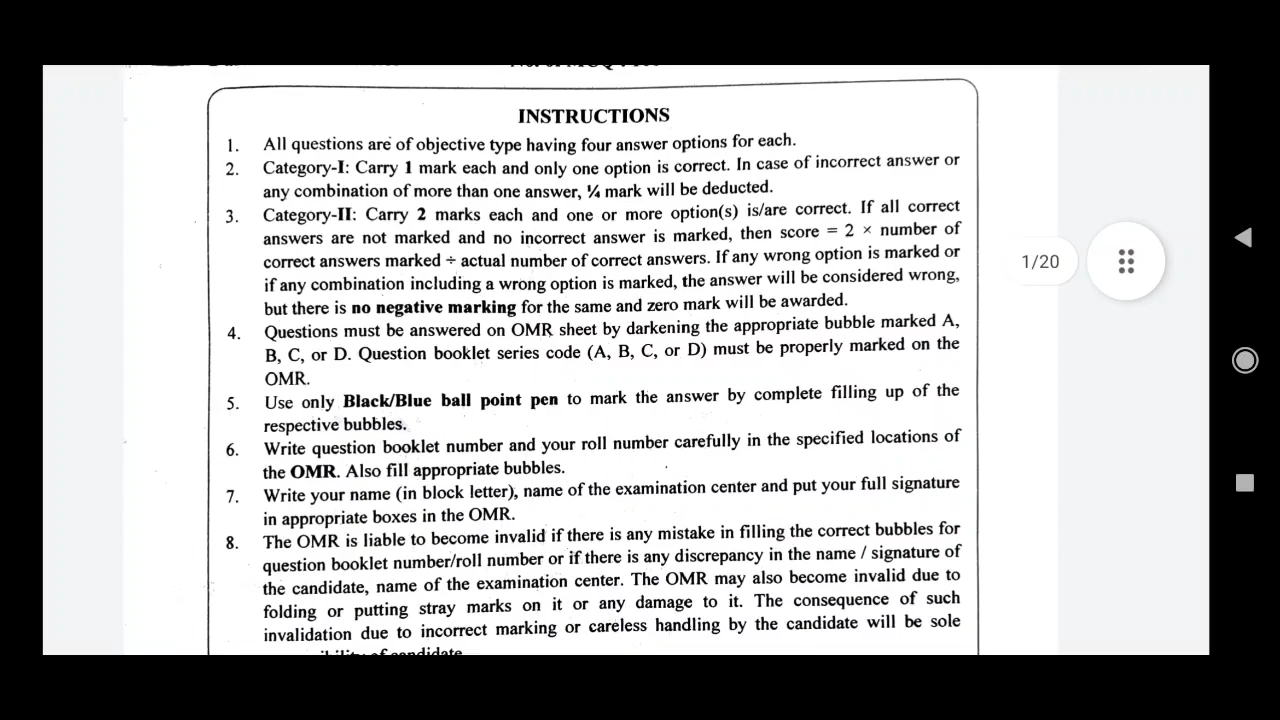 INSTRUCTIONS
1. All questions are of objective type having four answer options for each.
2. Category-I: Carry 1 mark each and only one option is correct. In case of incorrect answer or
any combination of more than one answer, ¼ mark will be deducted.
3. Category-II: Carry 2 marks each and one or more option(s) is/are correct. If all correct
answers are not marked and no incorrect answer is marked, then score = 2 × number of
correct answers marked ÷ actual number of correct answers. If any wrong option is marked or
if any combination including a wrong option is marked, the answer will be considered wrong,
but there is no negative marking for the same and zero mark will be awarded.
1/20
4. Questions must be answered on OMR sheet by darkening the appropriate bubble marked A,
B, C, or D. Question booklet series code (A, B, C, or D) must be properly marked on the
OMR.
5. Use only Black/Blue ball point pen to mark the answer by complete filling up of the
respective bubbles.
6. Write question booklet number and your roll number carefully in the specified locations of
the OMR. Also fill appropriate bubbles.
7. Write your name (in block letter), name of the examination center and put your full signature
in appropriate boxes in the OMR.
8. The OMR is liable to become invalid if there is any mistake in filling the correct bubbles for
question booklet number/roll number or if there is any discrepancy in the name / signature of
the candidate, name of the examination center. The OMR may also become invalid due to
folding or putting stray marks on it or any damage to it. The consequence of such
invalidation due to incorrect marking or careless handling by the candidate will be sole
of candidate